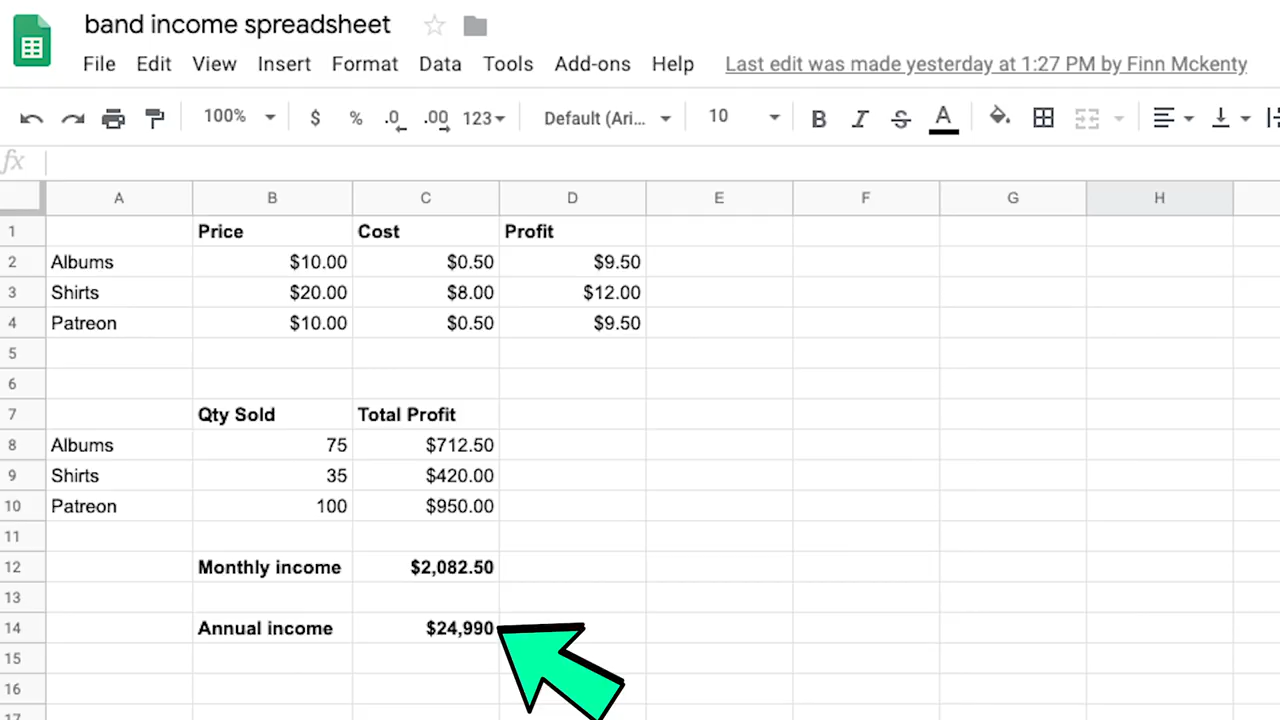 band income spreadsheet
File Edit View Insert Format Data Tools Add-ons Help Last edit was made yesterday at 1:27 PM by Finn Mckenty
100% $ % .0 .00 123 Default (Ari... 10 B I S A
fx
A B C D E F G H
1 Price Cost Profit
2 Albums $10.00 $0.50 $9.50
3 Shirts $20.00 $8.00 $12.00
4 Patreon $10.00 $0.50 $9.50
5
6
7 Qty Sold Total Profit
8 Albums 75 $712.50
9 Shirts 35 $420.00
10 Patreon 100 $950.00
11
12 Monthly income $2,082.50
13
14 Annual income $24,990
15
16
17